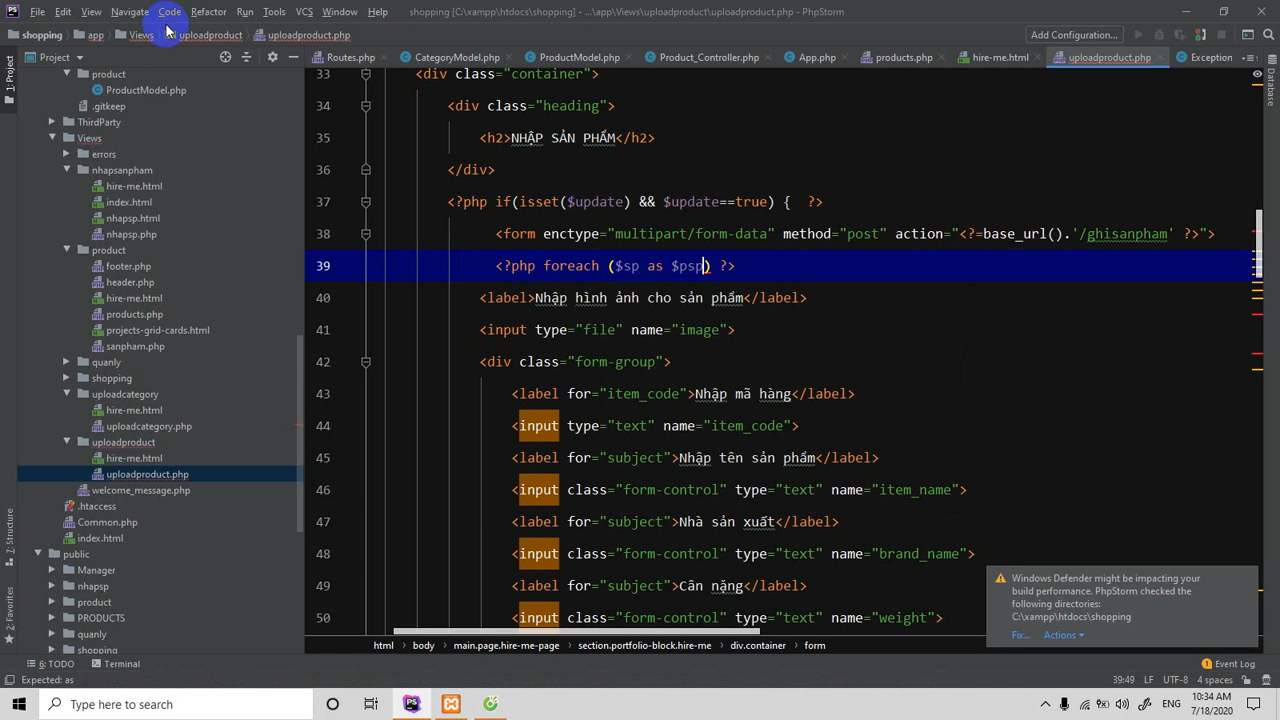 File Edit View Navigate Code Refactor Run Tools VCS Window Help shopping [C:\xampp\htdocs\shopping] - ...\app\Views\uploadproduct\uploadproduct.php - PhpStorm
shopping app Views uploadproduct uploadproduct.php Add Configuration...
Project Routes.php CategoryModel.php ProductModel.php Product_Controller.php App.php products.php hire-me.html uploadproduct.php Exception
1: Project
7: Structure
2: Favorites
Database
product
ProductModel.php
.gitkeep
ThirdParty
Views
errors
nhapsanpham
hire-me.html
index.html
nhapsp.html
nhapsp.php
product
footer.php
header.php
hire-me.html
products.php
projects-grid-cards.html
sanpham.php
quanly
shopping
uploadcategory
hire-me.html
uploadcategory.php
uploadproduct
hire-me.html
uploadproduct.php
welcome_message.php
.htaccess
Common.php
index.html
public
Manager
nhapsp
product
PRODUCTS
quanly
shopping
33 <div class="container">
34 <div class="heading">
35 <h2>NHẬP SẢN PHẨM</h2>
36 </div>
37 <?php if(isset($update) && $update==true) { ?>
38 <form enctype="multipart/form-data" method="post" action="<?=base_url().'/ghisanpham' ?>">
39 <?php foreach ($sp as $psp) ?>
40 <label>Nhập hình ảnh cho sản phẩm</label>
41 <input type="file" name="image">
42 <div class="form-group">
43 <label for="item_code">Nhập mã hàng</label>
44 <input type="text" name="item_code">
45 <label for="subject">Nhập tên sản phẩm</label>
46 <input class="form-control" type="text" name="item_name">
47 <label for="subject">Nhà sản xuất</label>
48 <input class="form-control" type="text" name="brand_name">
49 <label for="subject">Cân nặng</label>
50 <input class="form-control" type="text" name="weight">
Windows Defender might be impacting your
build performance. PhpStorm checked the
following directories:
C:\xampp\htdocs\shopping
Fix... Actions
html body main.page.hire-me-page section.portfolio-block.hire-me div.container form
6: TODO Terminal 1 Event Log
Expected: as 39:49 LF UTF-8 4 spaces
Type here to search
10:34 AM
7/18/2020